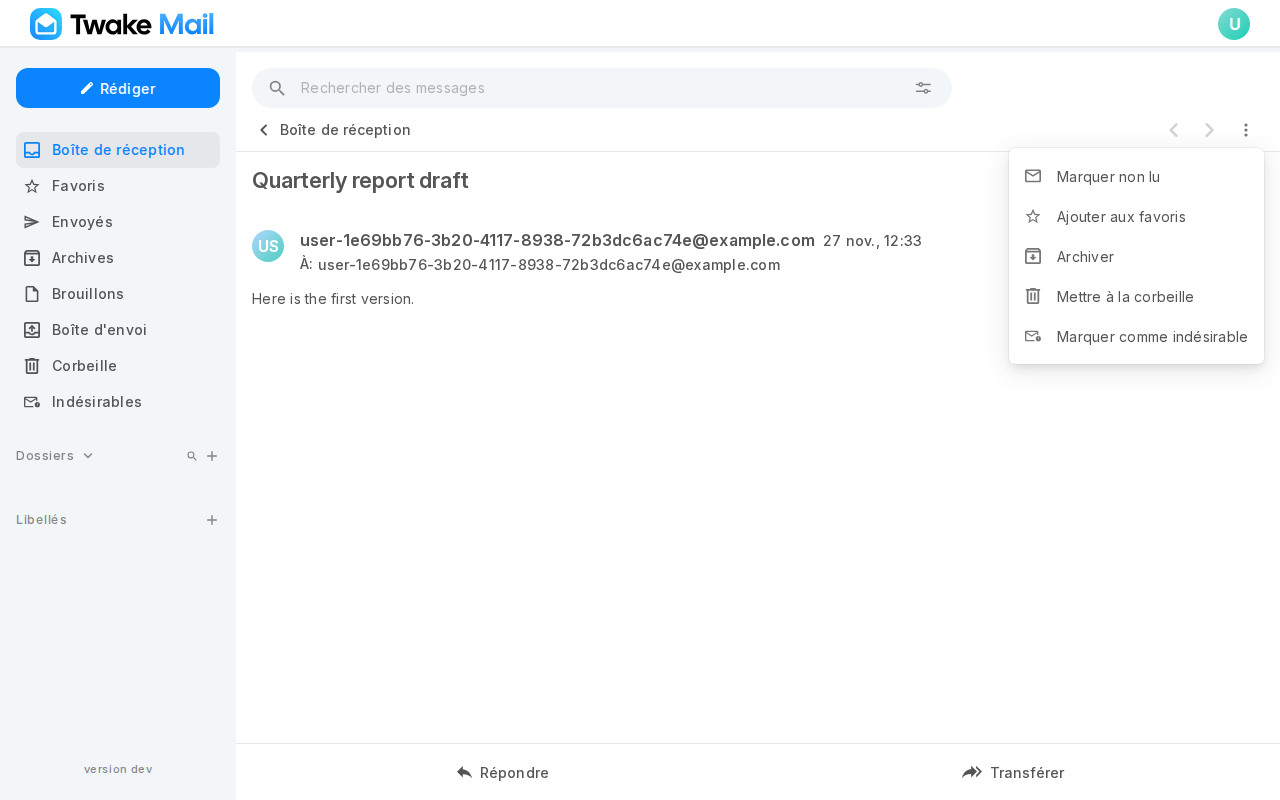 Twake Mail
U
Rédiger
Rechercher des messages
Boîte de réception
Favoris
Envoyés
Archives
Brouillons
Boîte d'envoi
Corbeille
Indésirables
Dossiers
Libellés
version dev
Boîte de réception
Quarterly report draft
US
user-1e69bb76-3b20-4117-8938-72b3dc6ac74e@example.com 27 nov., 12:33
À: user-1e69bb76-3b20-4117-8938-72b3dc6ac74e@example.com
Here is the first version.
Marquer non lu
Ajouter aux favoris
Archiver
Mettre à la corbeille
Marquer comme indésirable
Répondre
Transférer